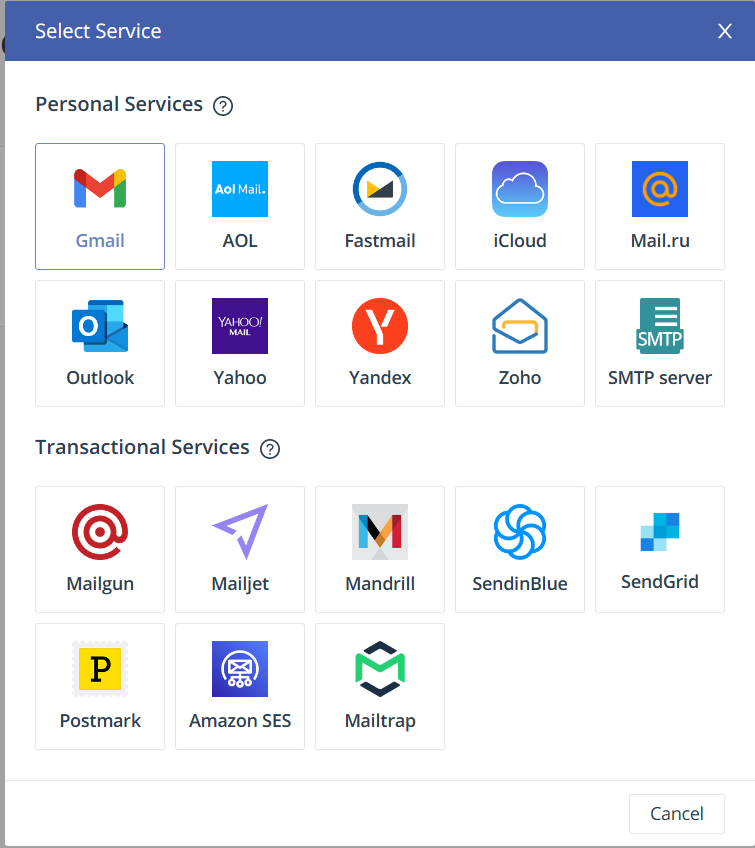 Select Service X
Personal Services ?
Aol Mail.
Gmail AOL Fastmail iCloud Mail.ru
O YAHOO! MAIL SMTP
Outlook Yahoo Yandex Zoho SMTP server
Transactional Services ?
Mailgun Mailjet Mandrill SendinBlue SendGrid
P
Postmark Amazon SES Mailtrap
Cancel